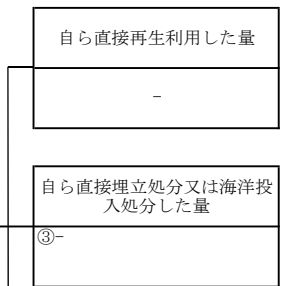 自ら直接再生利用した量
−
自ら直接埋立処分又は海洋投
入処分した量
③−